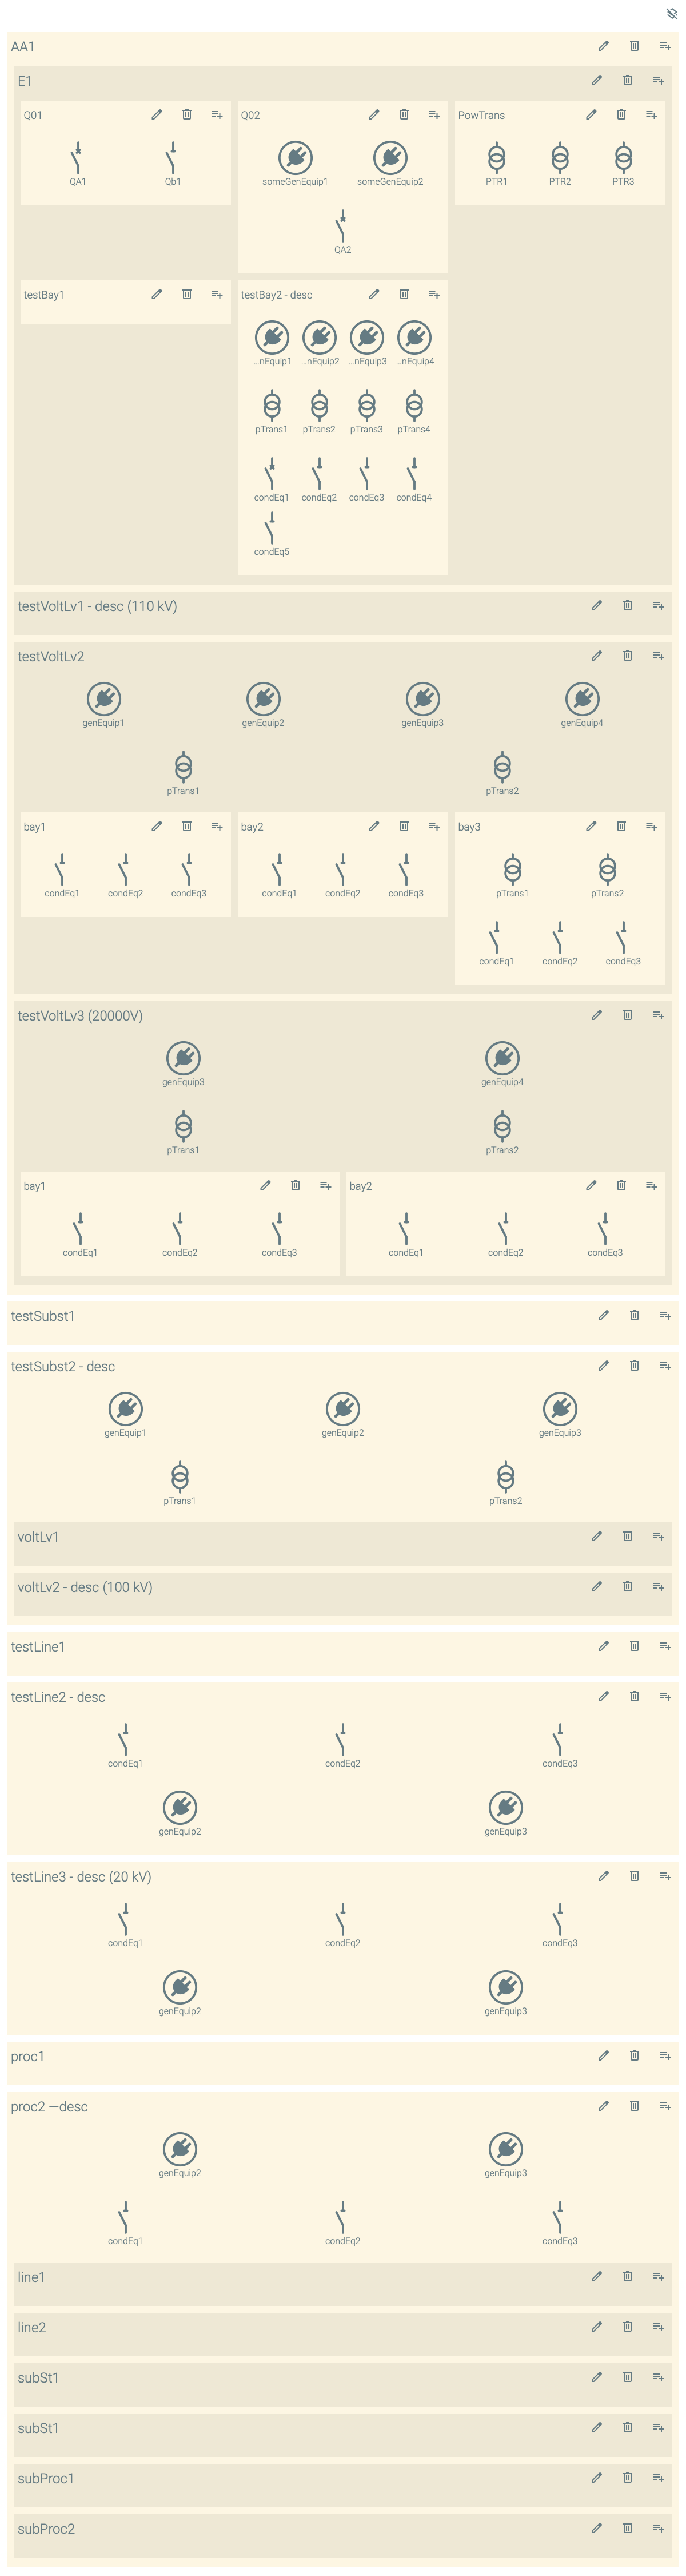 AA1
E1
Q01
Q02
PowTrans
QA1
Qb1
someGenEquip1
someGenEquip2
PTR1
PTR2
PTR3
QA2
testBay1
testBay2 - desc
...nEquip1
...nEquip2
...nEquip3
...nEquip4
pTrans1
pTrans2
pTrans3
pTrans4
condEq1
condEq2
condEq3
condEq4
condEq5
testVoltLv1 - desc (110 kV)
testVoltLv2
genEquip1
genEquip2
genEquip3
genEquip4
pTrans1
pTrans2
bay1
bay2
bay3
condEq1
condEq2
condEq3
condEq1
condEq2
condEq3
pTrans1
pTrans2
condEq1
condEq2
condEq3
testVoltLv3 (20000V)
genEquip3
genEquip4
pTrans1
pTrans2
bay1
bay2
condEq1
condEq2
condEq3
condEq1
condEq2
condEq3
testSubst1
testSubst2 - desc
genEquip1
genEquip2
genEquip3
pTrans1
pTrans2
voltLv1
voltLv2 - desc (100 kV)
testLine1
testLine2 - desc
condEq1
condEq2
condEq3
genEquip2
genEquip3
testLine3 - desc (20 kV)
condEq1
condEq2
condEq3
genEquip2
genEquip3
proc1
proc2 —desc
genEquip2
genEquip3
condEq1
condEq2
condEq3
line1
line2
subSt1
subSt1
subProc1
subProc2